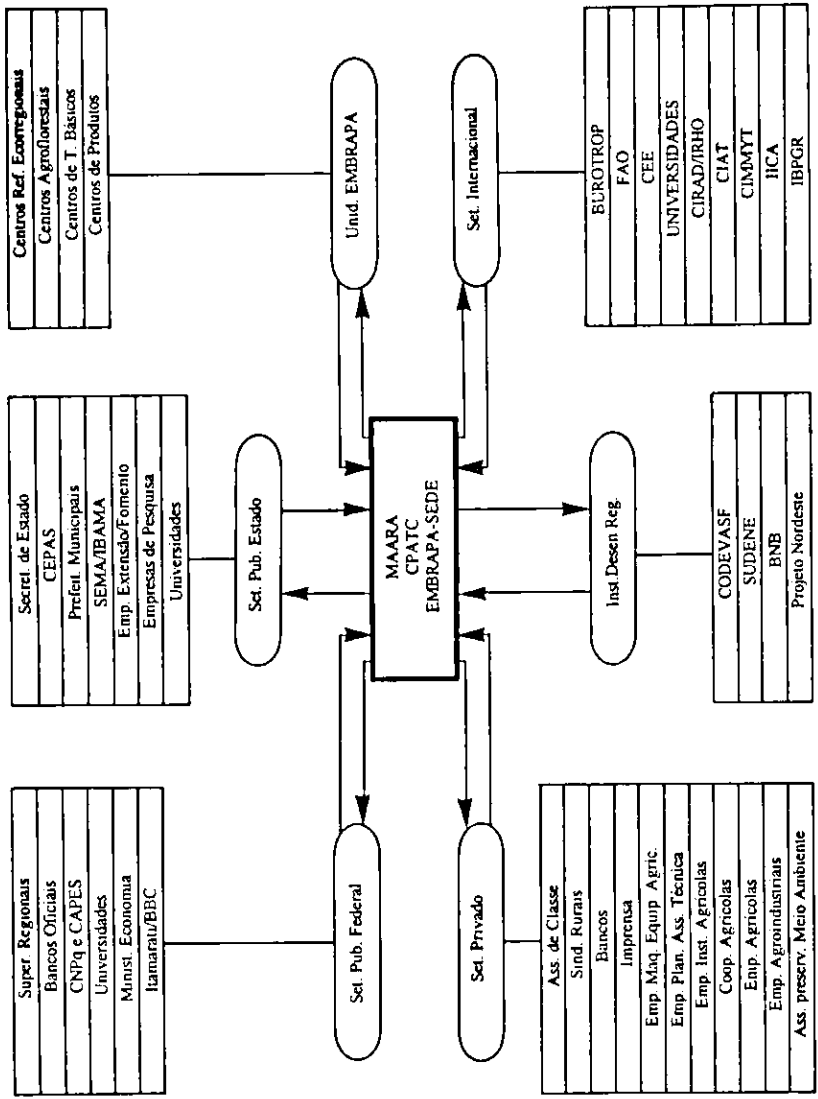 Super Regionais
Bancos Oficiais
CNPq e CAPES
Universidades
Minist. Economia
Itamarati/BBC
Set. Pub. Federal
Secret. de Estado
CEPAS
Prefeit. Municipais
SEMA/IBAMA
Emp. Extensão/Fomento
Empresas de Pesquisa
Universidades
Set. Pub. Estado
Centros Ref. Ecorregionais
Centros Agroflorestais
Centros de T. Básicos
Centros de Produtos
Unid. EMBRAPA
MAARA
CPATC
EMBRAPA-SEDE
Set. Privado
Ass. de Classe
Sind. Rurais
Bancos
Imprensa
Emp. Maq. Equip Agric.
Emp. Plan. Ass. Técnica
Emp. Inst. Agrícolas
Coop. Agrícolas
Emp. Agrícolas
Emp. Agroindustriais
Ass. preserv. Meio Ambiente
Inst.Desen Reg.
CODEVASF
SUDENE
BNB
Projeto Nordeste
Set. Internacional
BUROTROP
FAO
CEE
UNIVERSIDADES
CIRAD/IRHO
CIAT
CIMMYT
IICA
IBPGR